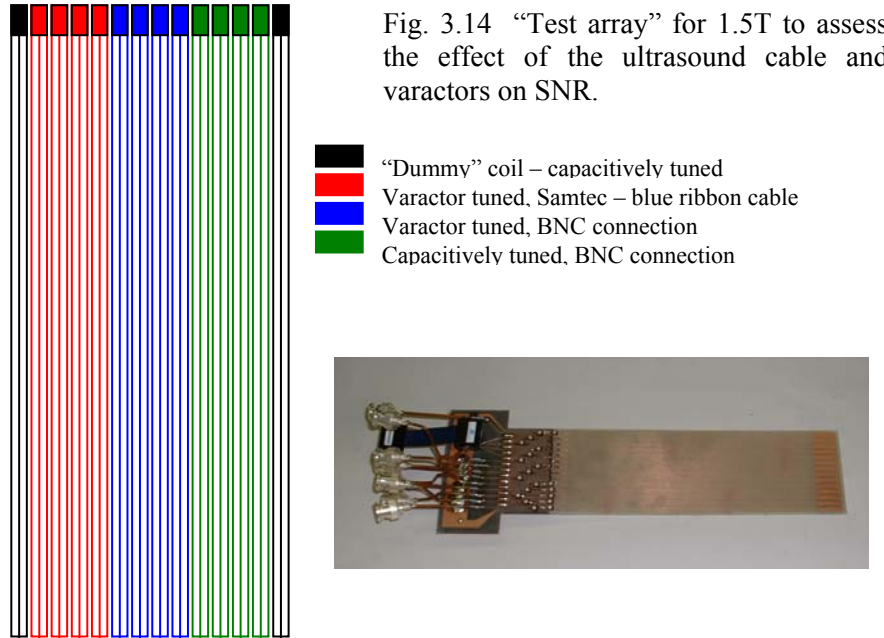 Fig. 3.14 “Test array” for 1.5T to assess
the effect of the ultrasound cable and
varactors on SNR.
“Dummy” coil – capacitively tuned
Varactor tuned, Samtec – blue ribbon cable
Varactor tuned, BNC connection
Capacitively tuned, BNC connection